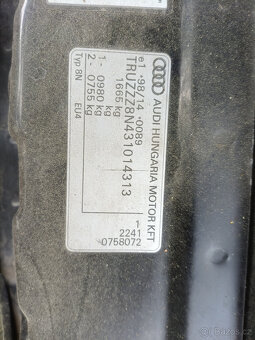 AUDI HUNGARIA MOTOR KFT
e1 *98/14 *0089
TRUZZZ8N431014313
1665 kg
kg
1 - 0980 kg
2 - 0755 kg
Typ 8N
EU4
1
2241
*0758072